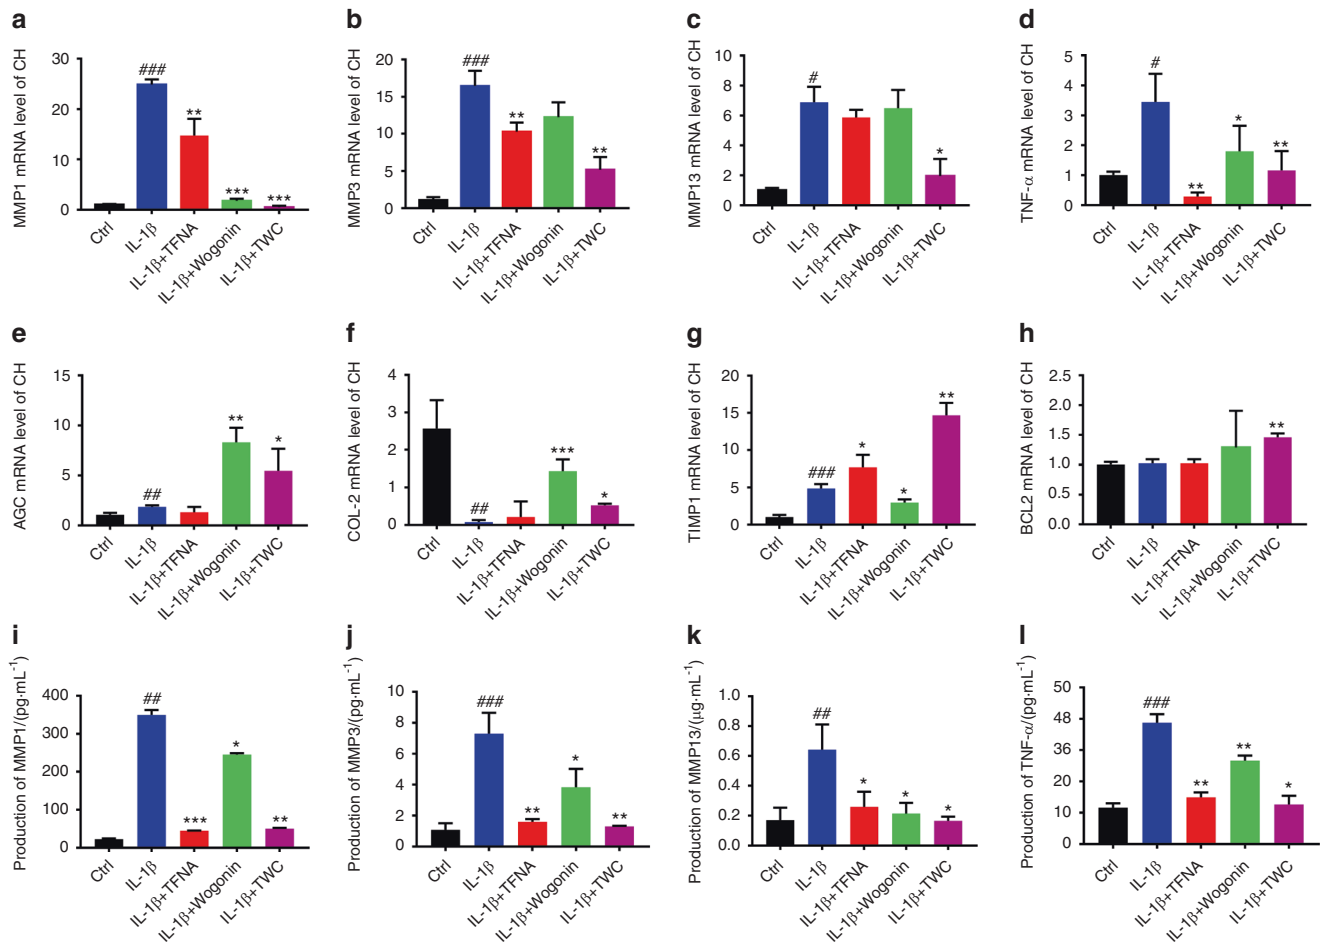 a
MMP1 mRNA level of CH
30
20
10
0
###
**
***
***
Ctrl
IL-1β
IL-1β+TFNA
IL-1β+Wogonin
IL-1β+TWC
b
MMP3 mRNA level of CH
20
15
10
5
0
###
**
**
Ctrl
IL-1β
IL-1β+TFNA
IL-1β+Wogonin
IL-1β+TWC
c
MMP13 mRNA level of CH
10
8
6
4
2
0
#
*
Ctrl
IL-1β
IL-1β+TFNA
IL-1β+Wogonin
IL-1β+TWC
d
TNF-α mRNA level of CH
5
4
3
2
1
0
#
**
*
**
Ctrl
IL-1β
IL-1β+TFNA
IL-1β+Wogonin
IL-1β+TWC
e
AGC mRNA level of CH
15
10
5
0
##
**
*
Ctrl
IL-1β
IL-1β+TFNA
IL-1β+Wogonin
IL-1β+TWC
f
COL-2 mRNA level of CH
4
3
2
1
0
##
***
*
Ctrl
IL-1β
IL-1β+TFNA
IL-1β+Wogonin
IL-1β+TWC
g
TIMP1 mRNA level of CH
20
15
10
5
0
###
*
*
**
Ctrl
IL-1β
IL-1β+TFNA
IL-1β+Wogonin
IL-1β+TWC
h
BCL2 mRNA level of CH
2.5
2.0
1.5
1.0
0.5
0.0
**
Ctrl
IL-1β
IL-1β+TFNA
IL-1β+Wogonin
IL-1β+TWC
i
Production of MMP1/(pg·mL⁻¹)
400
300
200
100
0
##
***
*
**
Ctrl
IL-1β
IL-1β+TFNA
IL-1β+Wogonin
IL-1β+TWC
j
Production of MMP3/(pg·mL⁻¹)
10
8
6
4
2
0
###
**
*
**
Ctrl
IL-1β
IL-1β+TFNA
IL-1β+Wogonin
IL-1β+TWC
k
Production of MMP13/(μg·mL⁻¹)
1.0
0.8
0.6
0.4
0.2
0.0
##
*
*
*
Ctrl
IL-1β
IL-1β+TFNA
IL-1β+Wogonin
IL-1β+TWC
l
Production of TNF-α/(pg·mL⁻¹)
50
48
36
20
10
0
###
**
**
*
Ctrl
IL-1β
IL-1β+TFNA
IL-1β+Wogonin
IL-1β+TWC